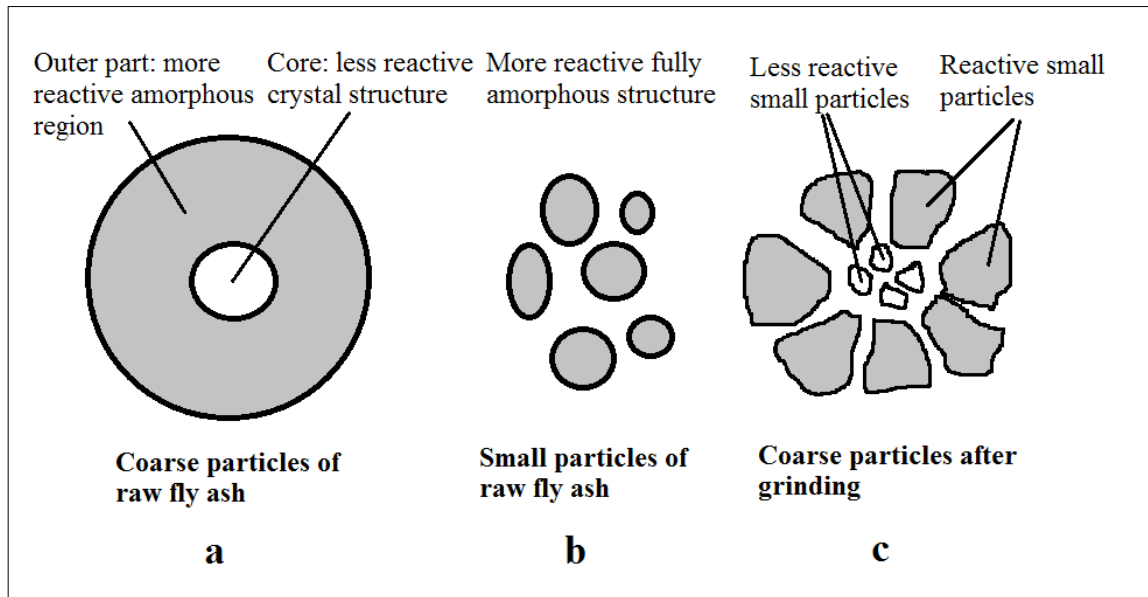 Outer part: more
reactive amorphous
region
Core: less reactive
crystal structure
More reactive fully
amorphous structure
Less reactive
small particles
Reactive small
particles
Coarse particles of
raw fly ash
Small particles of
raw fly ash
Coarse particles after
grinding
a
b
c